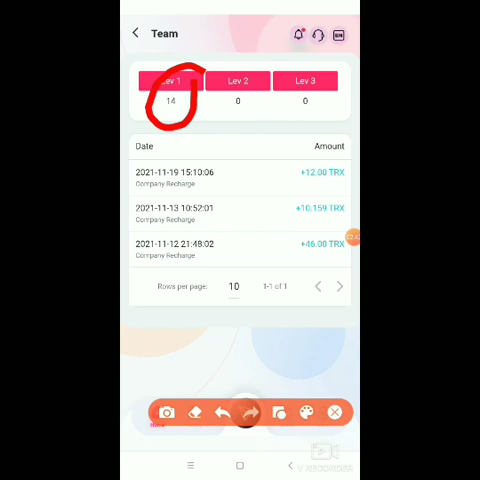 Team
EN
Lev 1 Lev 2 Lev 3
14 0 0
Date Amount
2021-11-19 15:10:06 +12.00 TRX
Company Recharge
2021-11-13 10:52:01 +10.159 TRX
Company Recharge
2021-11-12 21:48:02 +46.00 TRX
Company Recharge
Rows per page: 10 1-1 of 1
V RECORDER